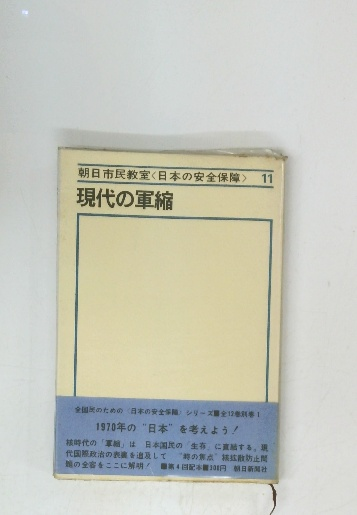 朝日市民教室〈日本の安全保障〉 11
現代の軍縮
全国民のための〈日本の安全保障〉シリーズ■全12巻別巻1
1970年の“日本”を考えよう！
核時代の「軍縮」は 日本国民の“生存”に直結する。現
代国際政治の表裏を追及して “時の焦点”核拡散防止問
題の全容をここに解明！ ■第4回配本■300円 朝日新聞社